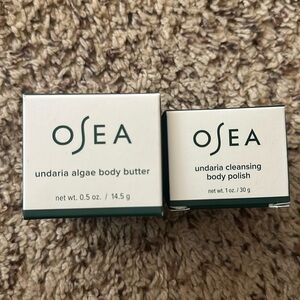 OSEA
undaria algae body butter
net wt. 0.5 oz. / 14.5 g
OSEA
undaria cleansing
body polish
net wt. 1 oz. / 30 g